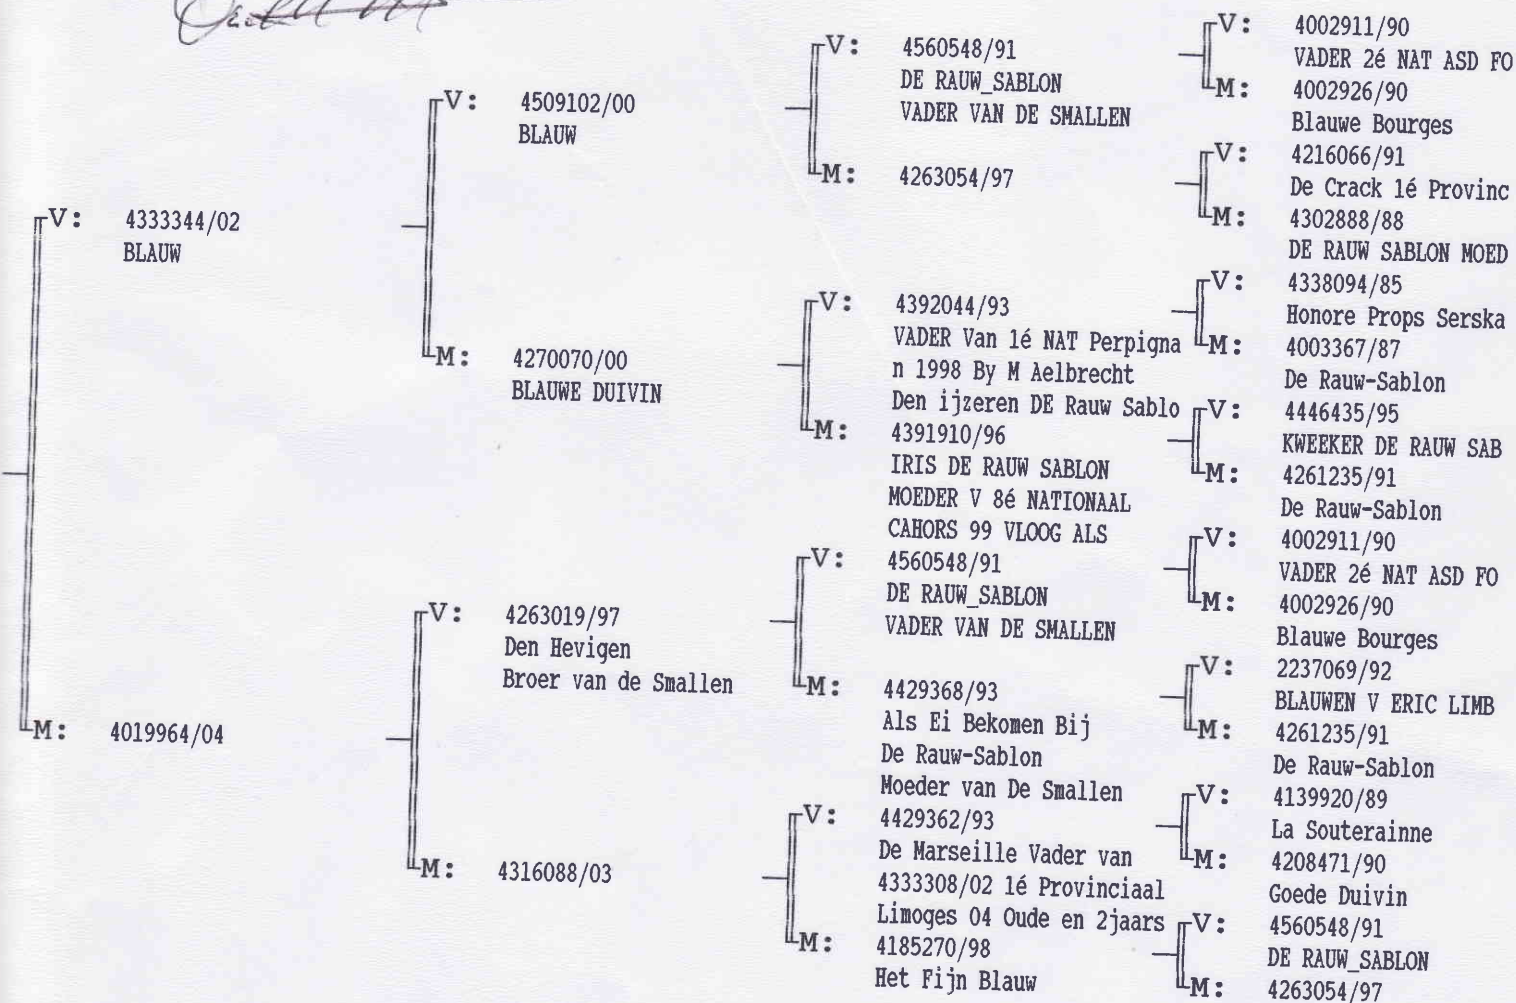 V: 4333344/02
BLAUW
M: 4019964/04
V: 4509102/00
BLAUW
M: 4270070/00
BLAUWE DUIVIN
V: 4263019/97
Den Hevigen
Broer van de Smallen
M: 4316088/03
V: 4560548/91
DE RAUW_SABLON
VADER VAN DE SMALLEN
M: 4263054/97
V: 4392044/93
VADER Van 1é NAT Perpigna
n 1998 By M Aelbrecht
Den ijzeren DE Rauw Sablo
M: 4391910/96
IRIS DE RAUW SABLON
MOEDER V 8é NATIONAAL
CAHORS 99 VLOOG ALS
V: 4560548/91
DE RAUW_SABLON
VADER VAN DE SMALLEN
M: 4429368/93
Als Ei Bekomen Bij
De Rauw-Sablon
Moeder van De Smallen
V: 4429362/93
De Marseille Vader van
4333308/02 1é Provinciaal
Limoges 04 Oude en 2jaars
M: 4185270/98
Het Fijn Blauw
V: 4002911/90
VADER 2é NAT ASD FO
M: 4002926/90
Blauwe Bourges
V: 4216066/91
De Crack 1é Provinc
M: 4302888/88
DE RAUW SABLON MOED
V: 4338094/85
Honore Props Serska
M: 4003367/87
De Rauw-Sablon
V: 4446435/95
KWEEKER DE RAUW SAB
M: 4261235/91
De Rauw-Sablon
V: 4002911/90
VADER 2é NAT ASD FO
M: 4002926/90
Blauwe Bourges
V: 2237069/92
BLAUWEN V ERIC LIMB
M: 4261235/91
De Rauw-Sablon
V: 4139920/89
La Souterainne
M: 4208471/90
Goede Duivin
V: 4560548/91
DE RAUW_SABLON
M: 4263054/97